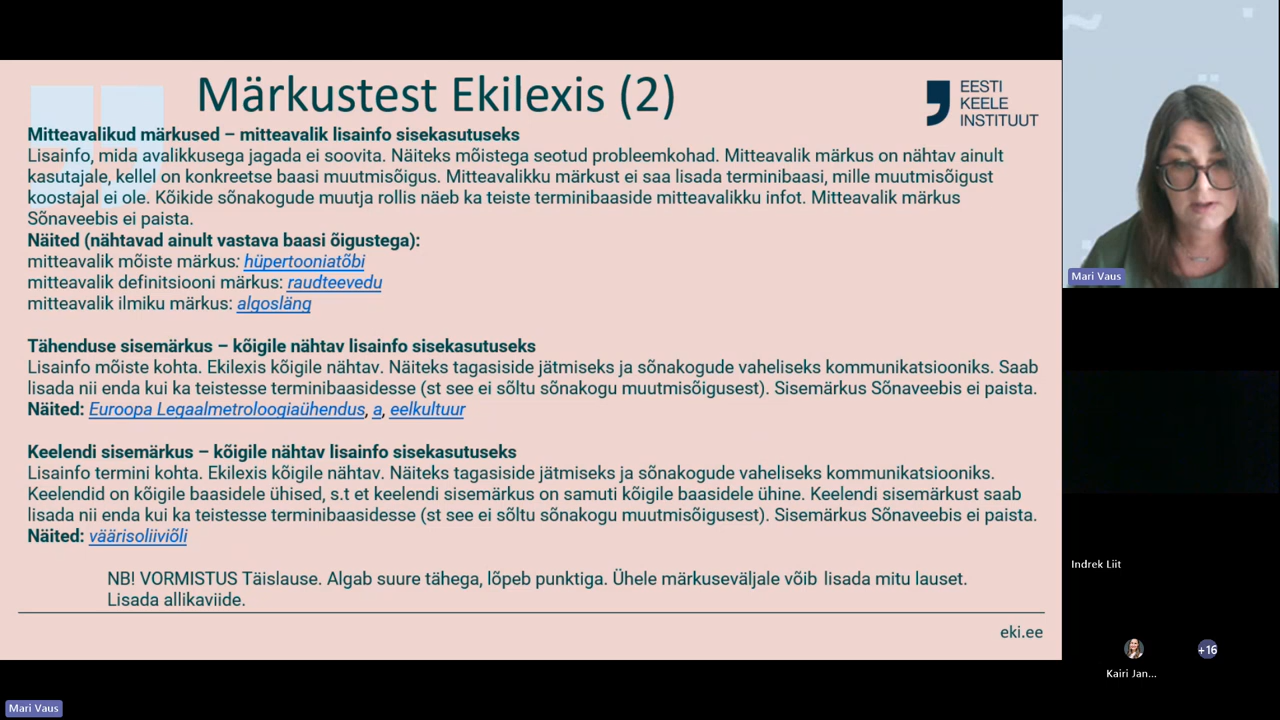 Märkustest Ekilexis (2)
EESTI
KEELE
INSTITUUT
Mitteavalikud märkused – mitteavalik lisainfo sisekasutuseks
Lisainfo, mida avalikkusega jagada ei soovita. Näiteks mõistega seotud probleemkohad. Mitteavalik märkus on nähtav ainult
kasutajale, kellel on konkreetse baasi muutmisõigus. Mitteavalikku märkust ei saa lisada terminibaasi, mille muutmisõigust
koostajal ei ole. Kõikide sõnakogude muutja rollis näeb ka teiste terminibaaside mitteavalikku infot. Mitteavalik märkus
Sõnaveebis ei paista.
Näited (nähtavad ainult vastava baasi õigustega):
mitteavalik mõiste märkus: hüpertooniatõbi
mitteavalik definitsiooni märkus: raudteevedu
mitteavalik ilmiku märkus: algosläng
Tähenduse sisemärkus – kõigile nähtav lisainfo sisekasutuseks
Lisainfo mõiste kohta. Ekilexis kõigile nähtav. Näiteks tagasiside jätmiseks ja sõnakogude vaheliseks kommunikatsiooniks. Saab
lisada nii enda kui ka teistesse terminibaasidesse (st see ei sõltu sõnakogu muutmisõigusest). Sisemärkus Sõnaveebis ei paista.
Näited: Euroopa Legaalmetroloogiaühendus, a, eelkultuur
Keelendi sisemärkus – kõigile nähtav lisainfo sisekasutuseks
Lisainfo termini kohta. Ekilexis kõigile nähtav. Näiteks tagasiside jätmiseks ja sõnakogude vaheliseks kommunikatsiooniks.
Keelendid on kõigile baasidele ühised, s.t et keelendi sisemärkus on samuti kõigile baasidele ühine. Keelendi sisemärkust saab
lisada nii enda kui ka teistesse terminibaasidesse (st see ei sõltu sõnakogu muutmisõigusest). Sisemärkus Sõnaveebis ei paista.
Näited: väärisoliiviõli
NB! VORMISTUS Täislause. Algab suure tähega, lõpeb punktiga. Ühele märkuseväljale võib lisada mitu lauset.
Lisada allikaviide.
eki.ee
Mari Vaus
Indrek Liit
+16
Kairi Jan...
Mari Vaus